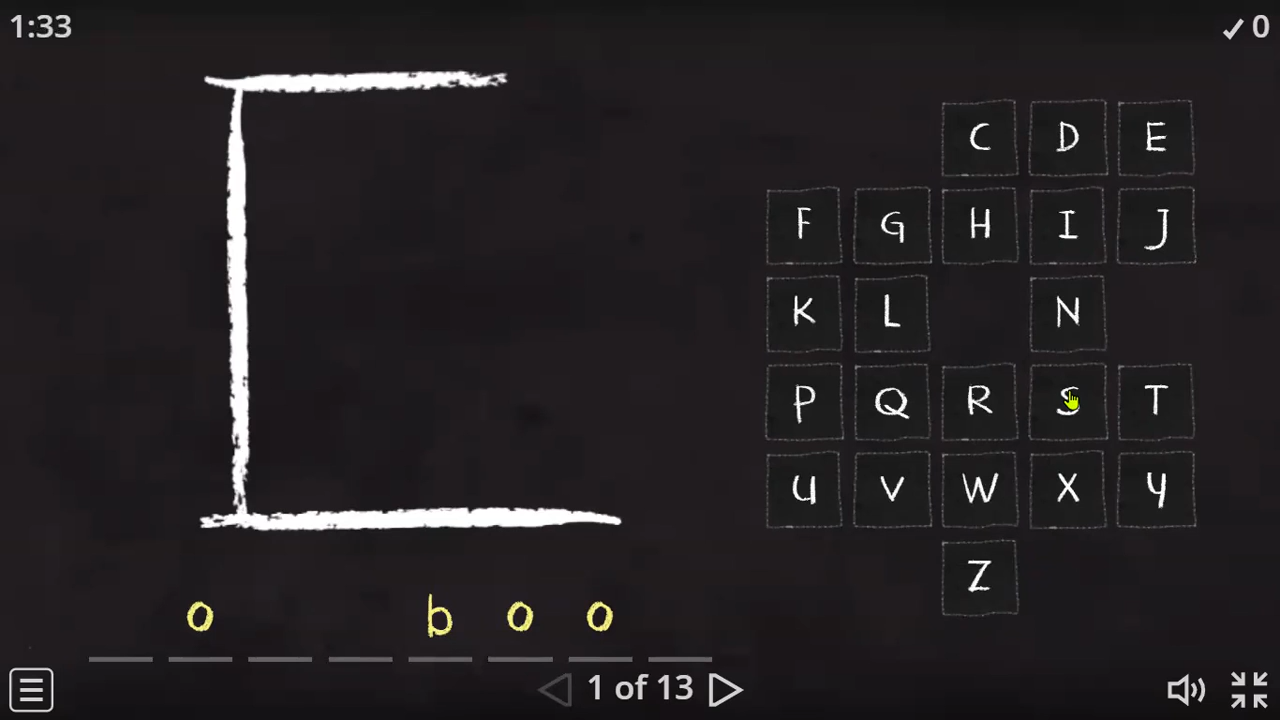 1:33
✓ 0
C D E
F G H I J
K L N
P Q R S T
U V W X Y
Z
o b o o
1 of 13